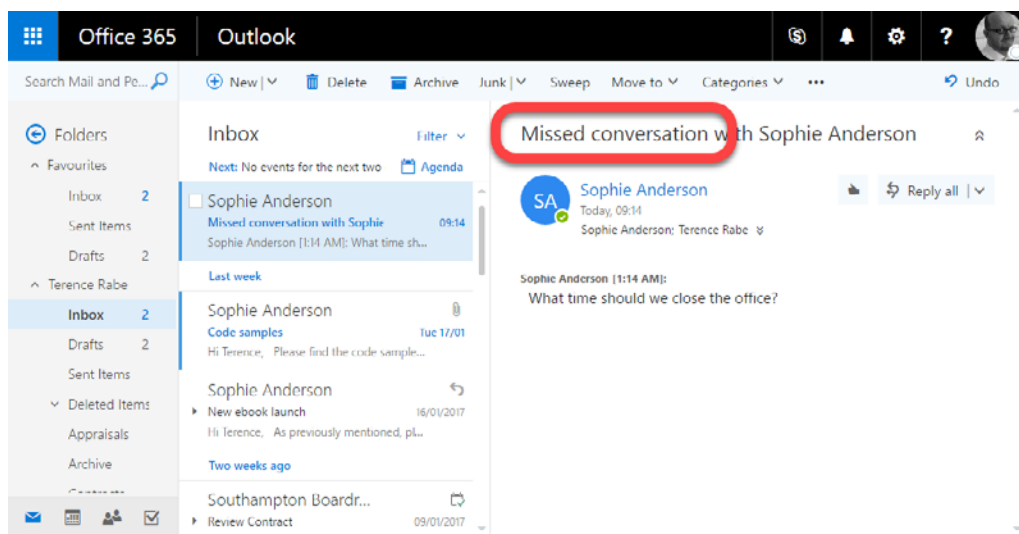 Office 365
Outlook
?
Search Mail and Pe...
New
Delete
Archive
Junk
Sweep
Move to
Categories
...
Undo
Folders
Favourites
Inbox 2
Sent Items
Drafts 2
Terence Rabe
Inbox 2
Drafts 2
Sent Items
Deleted Items
Appraisals
Archive
Inbox
Filter
Next: No events for the next two
Agenda
Sophie Anderson
Missed conversation with Sophie 09:14
Sophie Anderson [1:14 AM]: What time sh...
Last week
Sophie Anderson
Code samples Tue 17/01
Hi Terence, Please find the code sample...
Sophie Anderson
New ebook launch 16/01/2017
Hi Terence, As previously mentioned, pl...
Two weeks ago
Southampton Boardr...
Review Contract 09/01/2017
Missed conversation with Sophie Anderson
SA
Sophie Anderson
Today, 09:14
Sophie Anderson; Terence Rabe
Reply all
Sophie Anderson [1:14 AM]:
What time should we close the office?